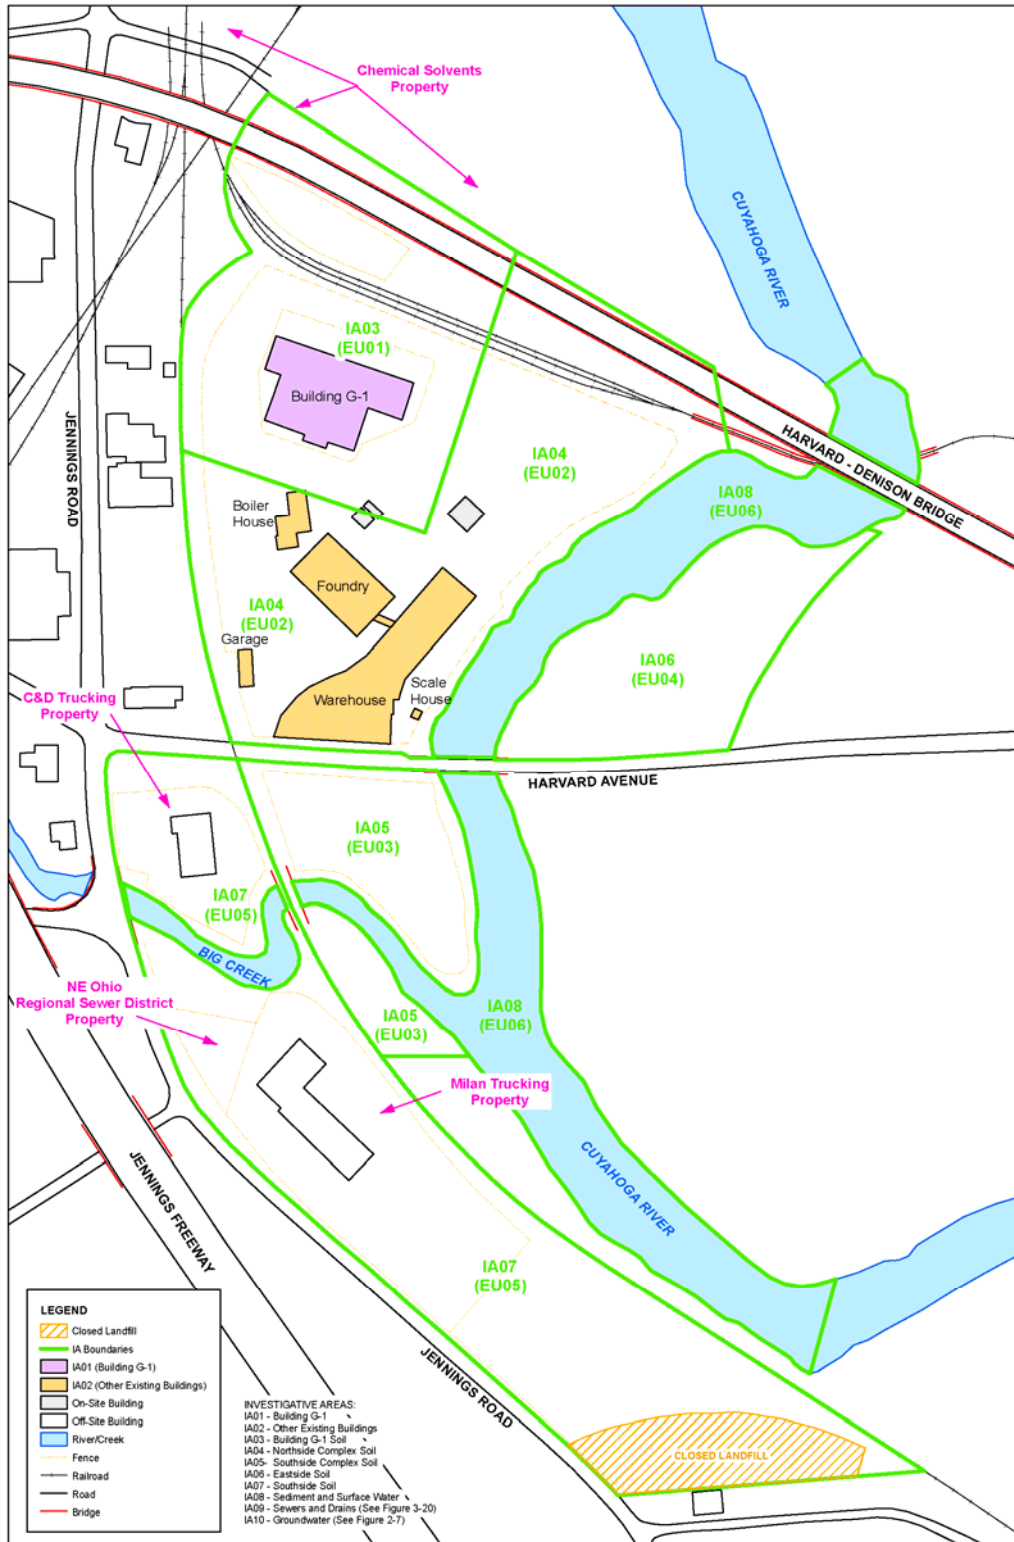 Chemical Solvents
Property
CUYAHOGA RIVER
IA03
(EU01)
Building G-1
JENNINGS ROAD
HARVARD - DENISON BRIDGE
IA04
(EU02)
IA08
(EU06)
Boiler
House
Foundry
IA04
(EU02)
Garage
IA06
(EU04)
Scale
House
Warehouse
C&D Trucking
Property
HARVARD AVENUE
IA05
(EU03)
IA07
(EU05)
BIG CREEK
NE Ohio
Regional Sewer District
Property
IA05
(EU03)
IA08
(EU06)
Milan Trucking
Property
CUYAHOGA RIVER
JENNINGS FREEWAY
IA07
(EU05)
JENNINGS ROAD
CLOSED LANDFILL
LEGEND
Closed Landfill
IA Boundaries
IA01 (Building G-1)
IA02 (Other Existing Buildings)
On-Site Building
Off-Site Building
River/Creek
Fence
Railroad
Road
Bridge
INVESTIGATIVE AREAS:
IA01 - Building G-1
IA02 - Other Existing Buildings
IA03 - Building G-1 Soil
IA04 - Northside Complex Soil
IA05- Southside Complex Soil
IA06 - Eastside Soil
IA07 - Southside Soil
IA08 - Sediment and Surface Water
IA09 - Sewers and Drains (See Figure 3-20)
IA10 - Groundwater (See Figure 2-7)